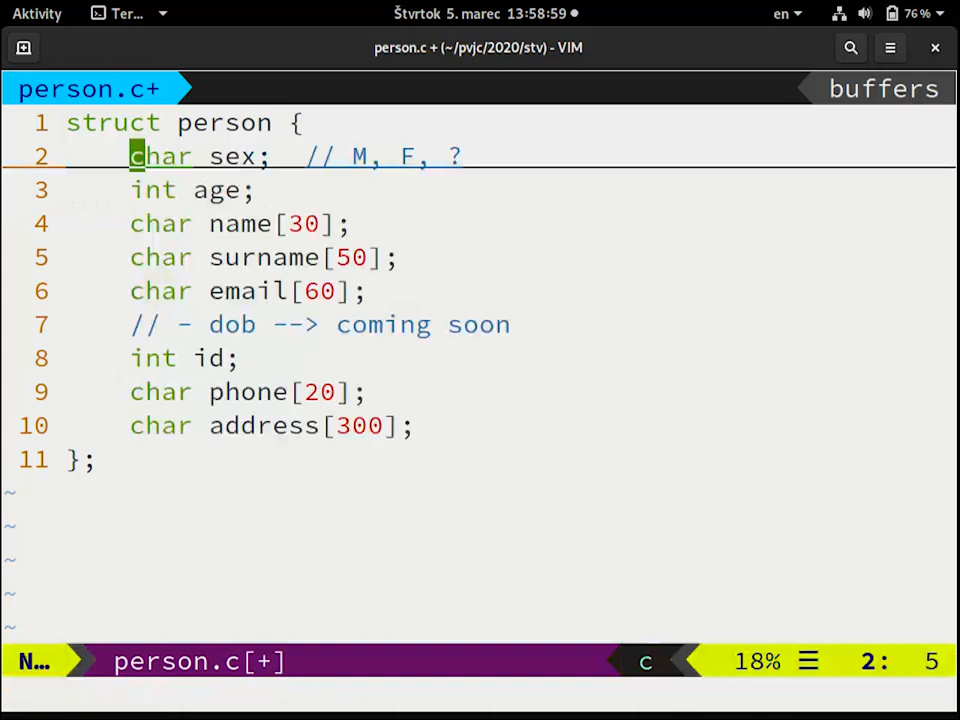 Aktivity Ter... Štvrtok 5. marec 13:58:59 en 76 %
person.c + (~/pvjc/2020/stv) - VIM
person.c+ buffers
1 struct person {
2 char sex; // M, F, ?
3 int age;
4 char name[30];
5 char surname[50];
6 char email[60];
7 // - dob --> coming soon
8 int id;
9 char phone[20];
10 char address[300];
11 };
~
~
~
~
~
N... person.c[+] c 18% ☰ 2: 5